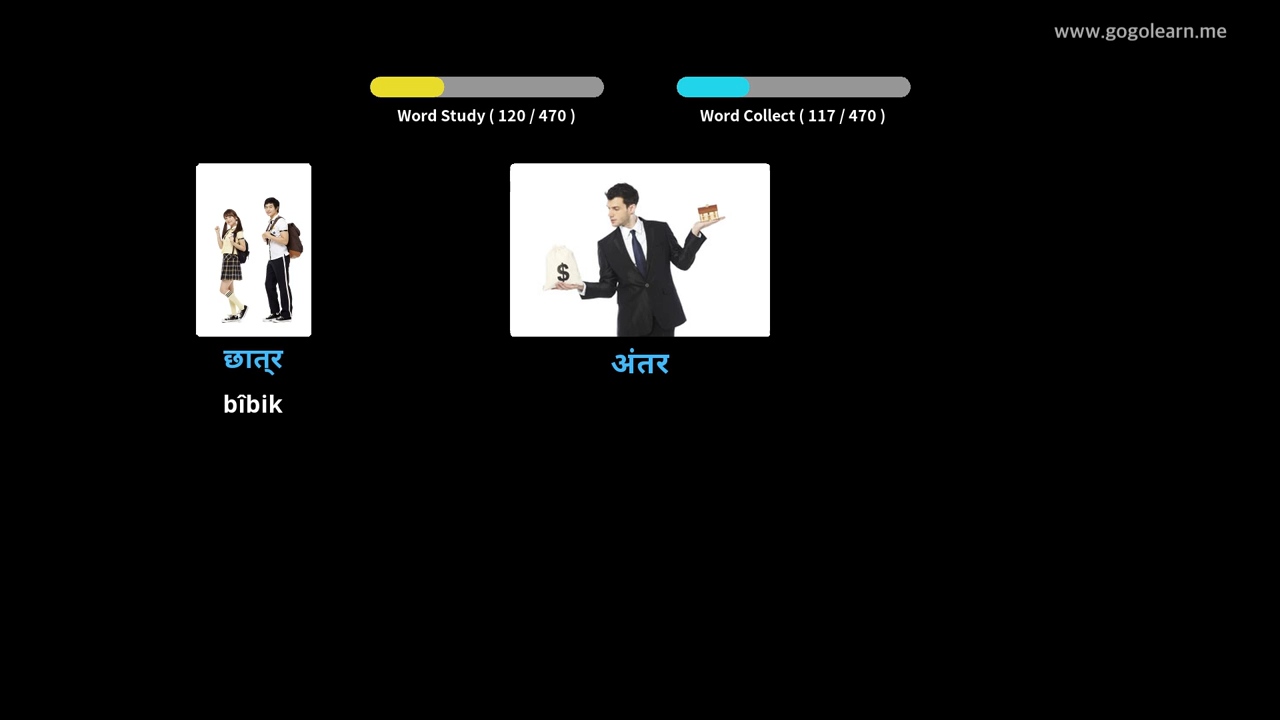 www.gogolearn.me
Word Study ( 120 / 470 )
Word Collect ( 117 / 470 )
$
छात्र
bîbik
अंतर